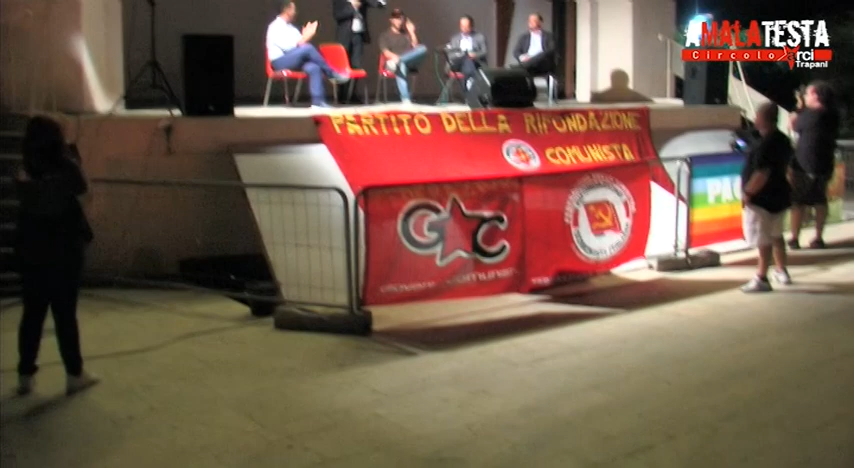 AMALATESTA
Circolo Arci
Trapani
PARTITO DELLA RIFONDAZIONE
COMUNISTA
GC
PAC